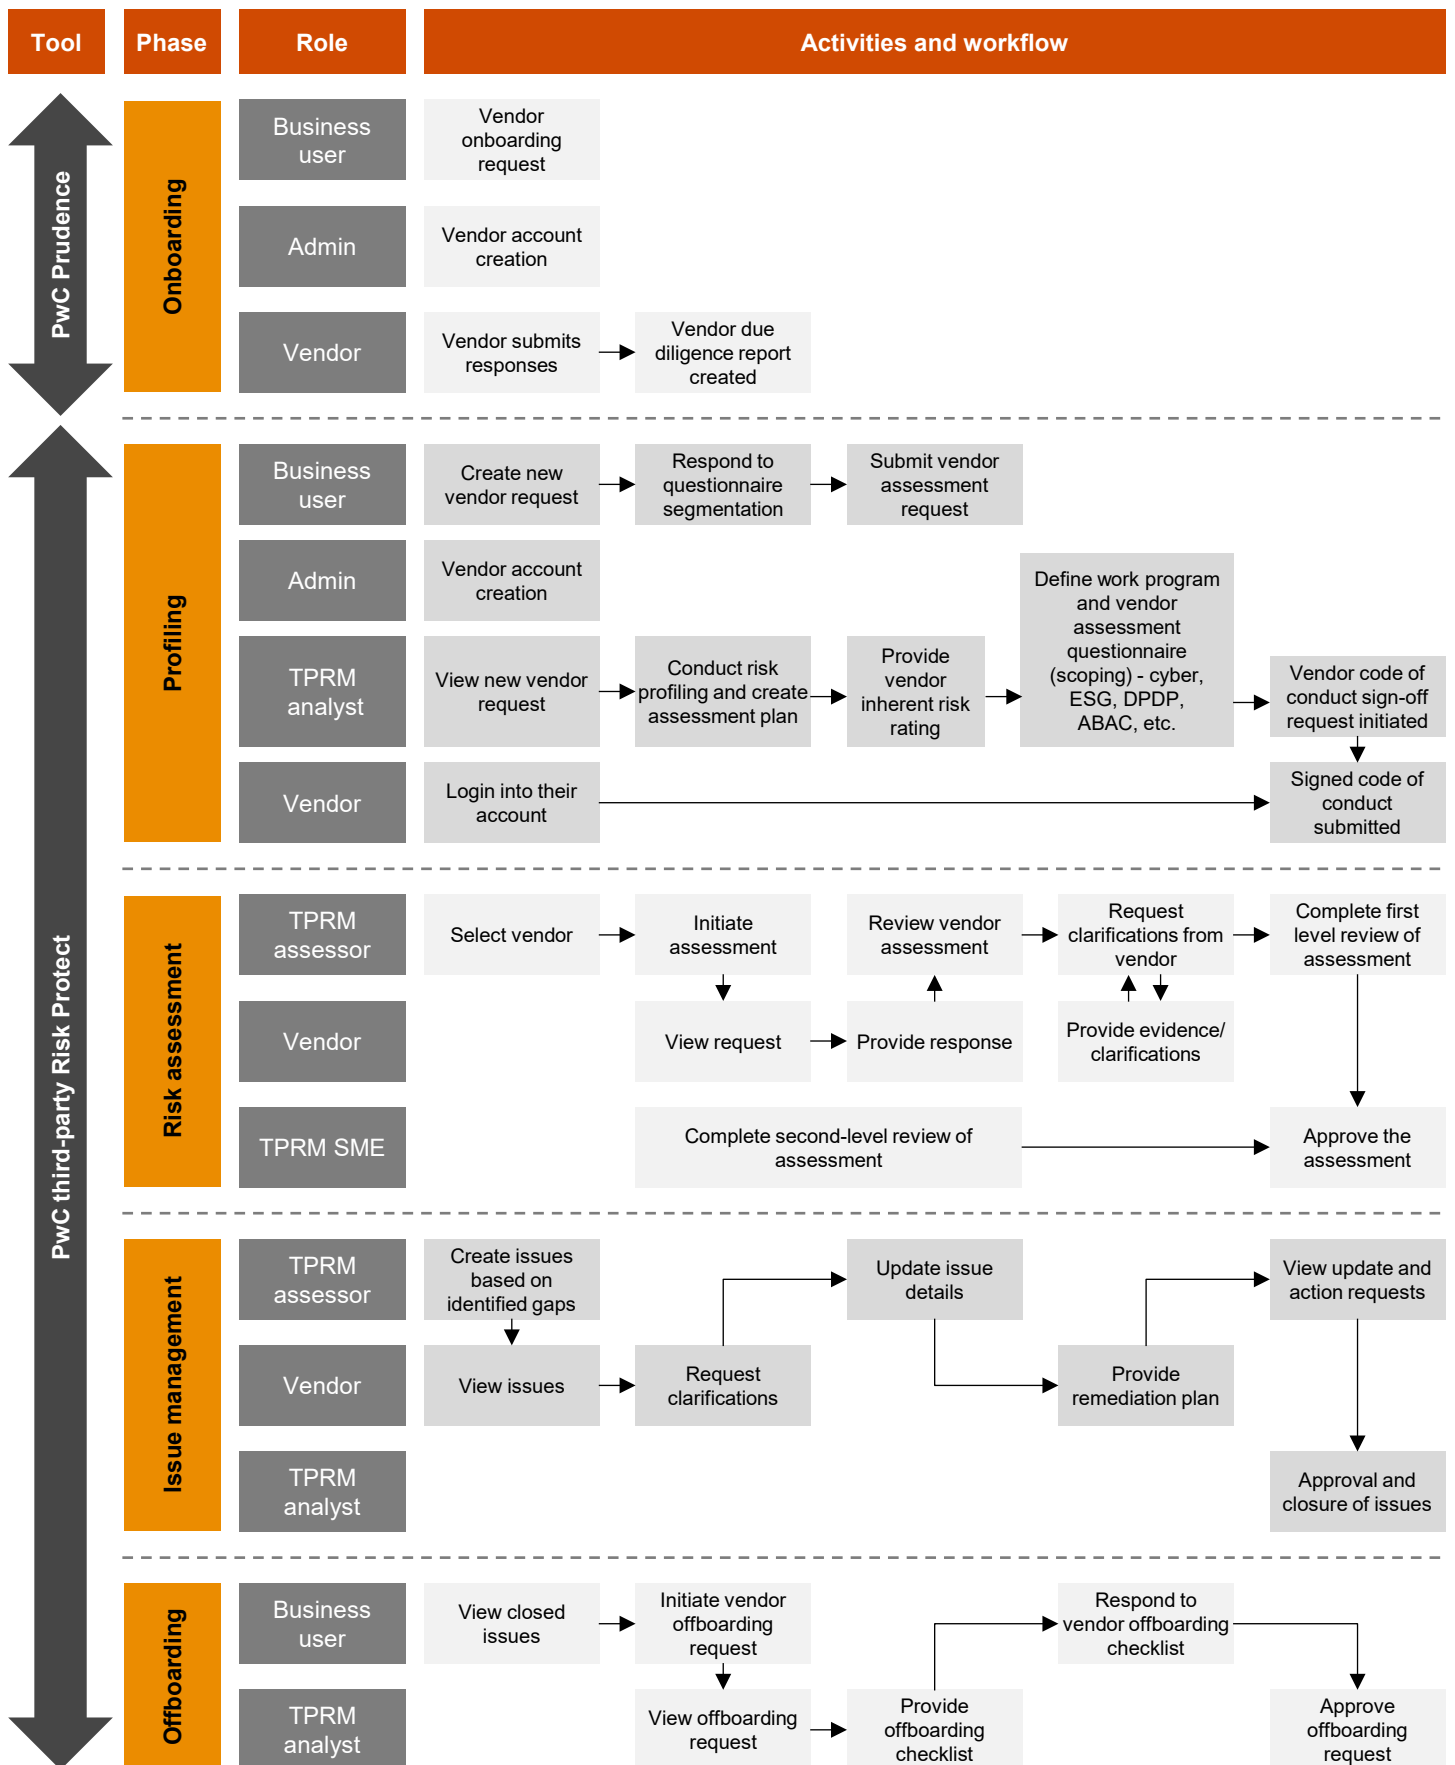 Tool
Phase
Role
Activities and workflow
PwC Prudence
Onboarding
Business
user
Vendor
onboarding
request
Admin
Vendor account
creation
Vendor
Vendor submits
responses
Vendor due
diligence report
created
PwC third-party Risk Protect
Profiling
Business
user
Create new
vendor request
Respond to
questionnaire
segmentation
Submit vendor
assessment
request
Admin
Vendor account
creation
TPRM
analyst
View new vendor
request
Conduct risk
profiling and create
assessment plan
Provide
vendor
inherent risk
rating
Define work program
and vendor
assessment
questionnaire
(scoping) - cyber,
ESG, DPDP,
ABAC, etc.
Vendor code of
conduct sign-off
request initiated
Vendor
Login into their
account
Signed code of
conduct
submitted
Risk assessment
TPRM
assessor
Select vendor
Initiate
assessment
Review vendor
assessment
Request
clarifications from
vendor
Complete first
level review of
assessment
Vendor
View request
Provide response
Provide evidence/
clarifications
TPRM SME
Complete second-level review of
assessment
Approve the
assessment
Issue management
TPRM
assessor
Create issues
based on
identified gaps
Update issue
details
View update and
action requests
Vendor
View issues
Request
clarifications
Provide
remediation plan
TPRM
analyst
Approval and
closure of issues
Offboarding
Business
user
View closed
issues
Initiate vendor
offboarding
request
Respond to
vendor offboarding
checklist
TPRM
analyst
View offboarding
request
Provide
offboarding
checklist
Approve
offboarding
request